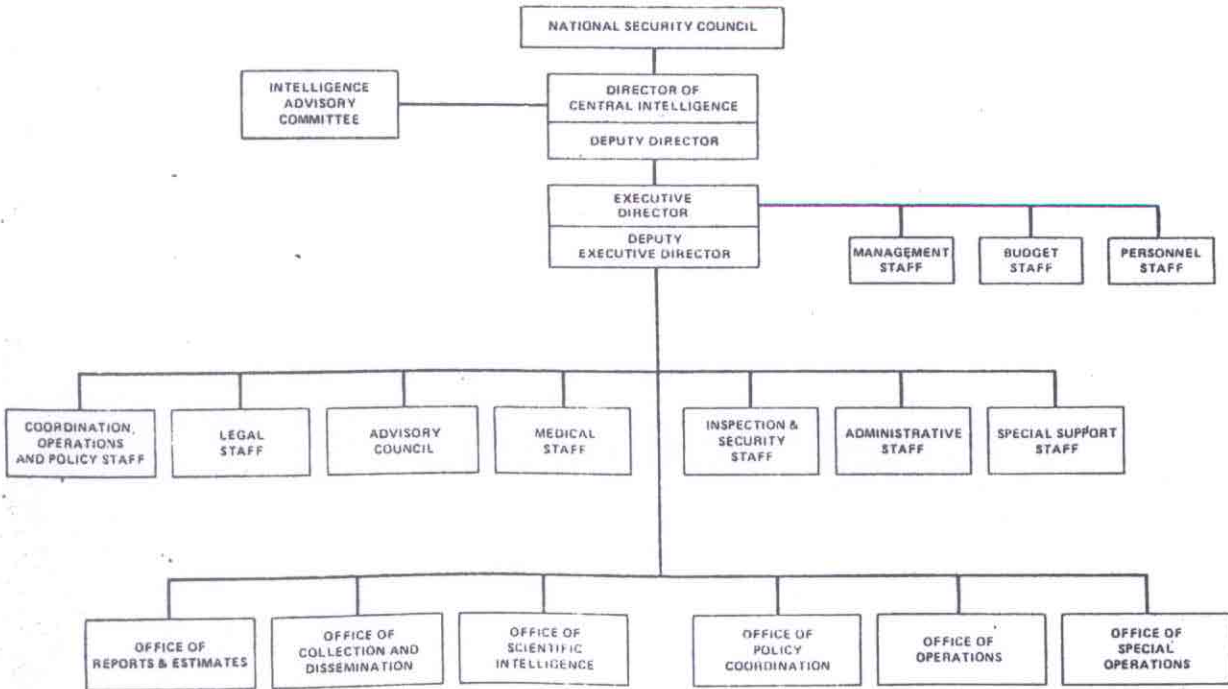 NATIONAL SECURITY COUNCIL
INTELLIGENCE
ADVISORY
COMMITTEE
DIRECTOR OF
CENTRAL INTELLIGENCE
DEPUTY DIRECTOR
EXECUTIVE
DIRECTOR
DEPUTY
EXECUTIVE DIRECTOR
MANAGEMENT
STAFF
BUDGET
STAFF
PERSONNEL
STAFF
COORDINATION,
OPERATIONS
AND POLICY STAFF
LEGAL
STAFF
ADVISORY
COUNCIL
MEDICAL
STAFF
INSPECTION &
SECURITY
STAFF
ADMINISTRATIVE
STAFF
SPECIAL SUPPORT
STAFF
OFFICE OF
REPORTS & ESTIMATES
OFFICE OF
COLLECTION AND
DISSEMINATION
OFFICE OF
SCIENTIFIC
INTELLIGENCE
OFFICE OF
POLICY
COORDINATION
OFFICE OF
OPERATIONS
OFFICE OF
SPECIAL
OPERATIONS